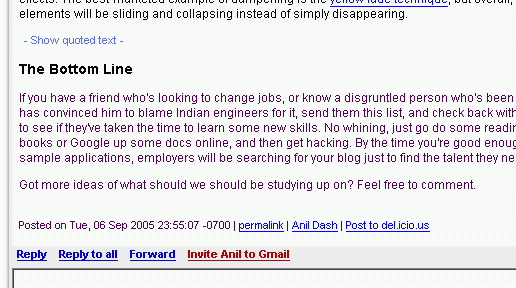 effects. The best marketed example of dampening is the yellow fade technique, but overall,
elements will be sliding and collapsing instead of simply disappearing.
- Show quoted text -
The Bottom Line
If you have a friend who's looking to change jobs, or know a disgruntled person who's been
has convinced him to blame Indian engineers for it, send them this list, and check back with
to see if they've taken the time to learn some new skills. No whining, just go do some readin
books or Google up some docs online, and then get hacking. By the time you're good enoug
sample applications, employers will be searching for your blog just to find the talent they ne
Got more ideas of what should we should be studying up on? Feel free to comment.
Posted on Tue, 06 Sep 2005 23:55:07 -0700 | permalink | Anil Dash | Post to del.icio.us
Reply Reply to all Forward Invite Anil to Gmail